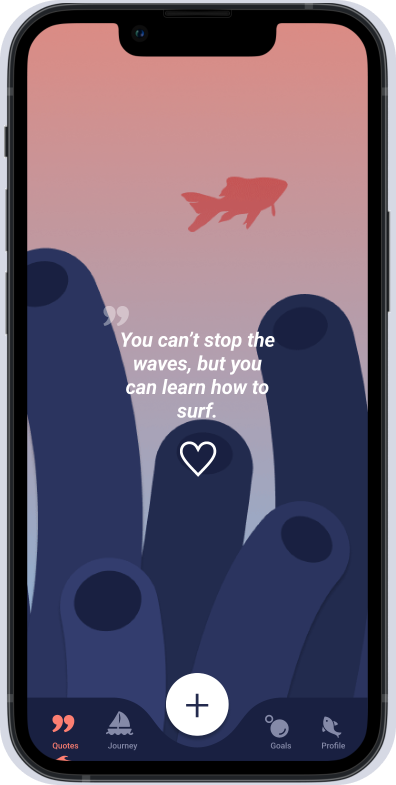 You can't stop the
waves, but you
can learn how to
surf.
Quotes
Journey
Goals
Profile